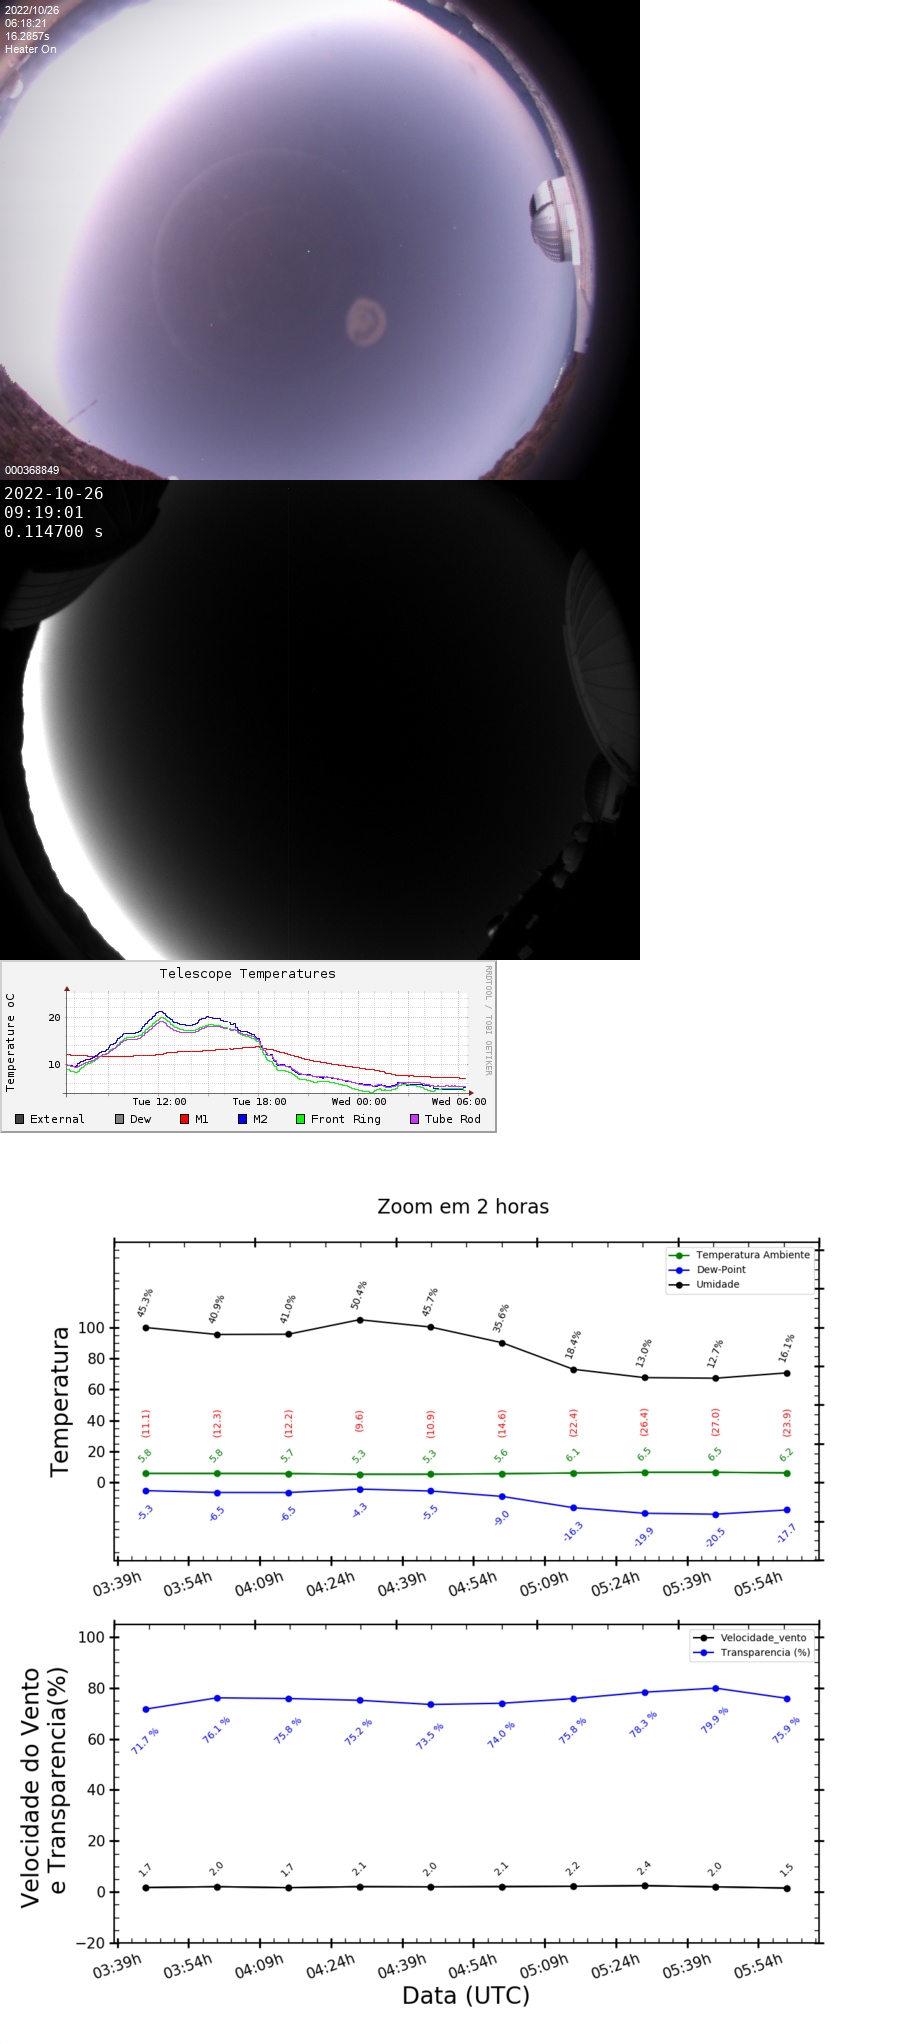 2022/10/26
06:18:21
16.2857s
Heater On
000368849
2022-10-26
09:19:01
0.114700 s
Telescope Temperatures
RRDTOOL / TOBI OETIKER
Temperature oC
20
10
Tue 12:00 Tue 18:00 Wed 00:00 Wed 06:00
External Dew M1 M2 Front Ring Tube Rod
Zoom em 2 horas
Temperatura Ambiente
Dew-Point
Umidade
Temperatura
100
80
60
40
20
0
45.3% 40.9% 41.0% 50.4% 45.7% 35.6% 18.4% 13.0% 12.7% 16.1%
(11.1) (12.3) (12.2) (9.6) (10.9) (14.6) (22.4) (26.4) (27.0) (23.9)
5.8 5.8 5.7 5.3 5.3 5.6 6.1 6.5 6.5 6.2
-5.3 -6.5 -6.5 -4.3 -5.5 -9.0 -16.3 -19.9 -20.5 -17.7
03:39h 03:54h 04:09h 04:24h 04:39h 04:54h 05:09h 05:24h 05:39h 05:54h
Velocidade_vento
Transparencia (%)
Velocidade do Vento
e Transparencia(%)
100
80
60
40
20
0
−20
71.7 % 76.1 % 75.8 % 75.2 % 73.5 % 74.0 % 75.8 % 78.3 % 79.9 % 75.9 %
1.7 2.0 1.7 2.1 2.0 2.1 2.2 2.4 2.0 1.5
03:39h 03:54h 04:09h 04:24h 04:39h 04:54h 05:09h 05:24h 05:39h 05:54h
Data (UTC)